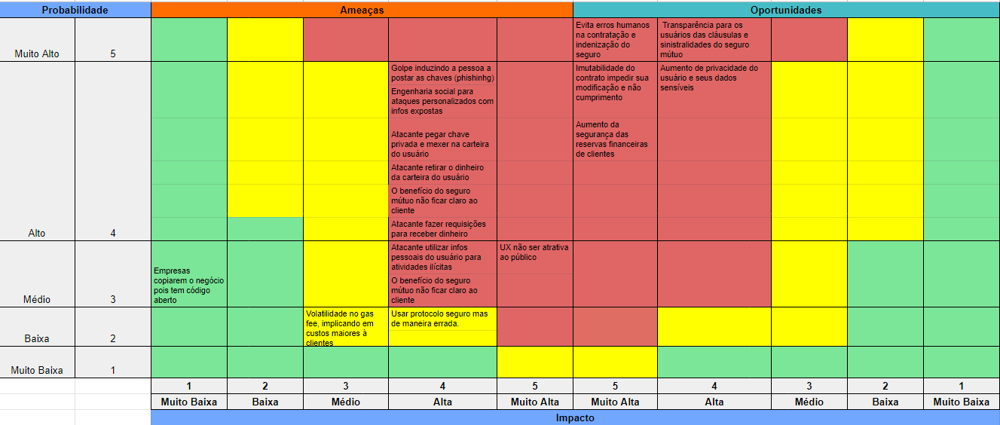 Probabilidade
Ameaças
Oportunidades
Muito Alto
5
Evita erros humanos
na contratação e
indenização do
seguro
Transparência para os
usuários das cláusulas e
sinistralidades do seguro
mútuo
Alto
4
Golpe induzindo a pessoa a
postar as chaves (phishinhg)
Engenharia social para
ataques personalizados com
infos expostas
Atacante pegar chave
privada e mexer na carteira
do usuário
Atacante retirar o dinheiro
da carteira do usuário
O benefício do seguro
mútuo não ficar claro ao
cliente
Atacante fazer requisições
para receber dinheiro
Imutabilidade do
contrato impedir sua
modificação e não
cumprimento
Aumento da
segurança das
reservas financeiras
de clientes
Aumento de privacidade do
usuário e seus dados
sensíveis
Médio
3
Empresas
copiarem o negócio
pois tem código
aberto
Atacante utilizar infos
pessoais do usuário para
atividades ilícitas
O benefício do seguro
mútuo não ficar claro ao
cliente
UX não ser atrativa
ao público
Baixa
2
Volatilidade no gas
fee, implicando em
custos maiores à
clientes
Usar protocolo seguro mas
de maneira errada.
Muito Baixa
1
1
2
3
4
5
5
4
3
2
1
Muito Baixa
Baixa
Médio
Alta
Muito Alta
Muito Alta
Alta
Médio
Baixa
Muito Baixa
Impacto